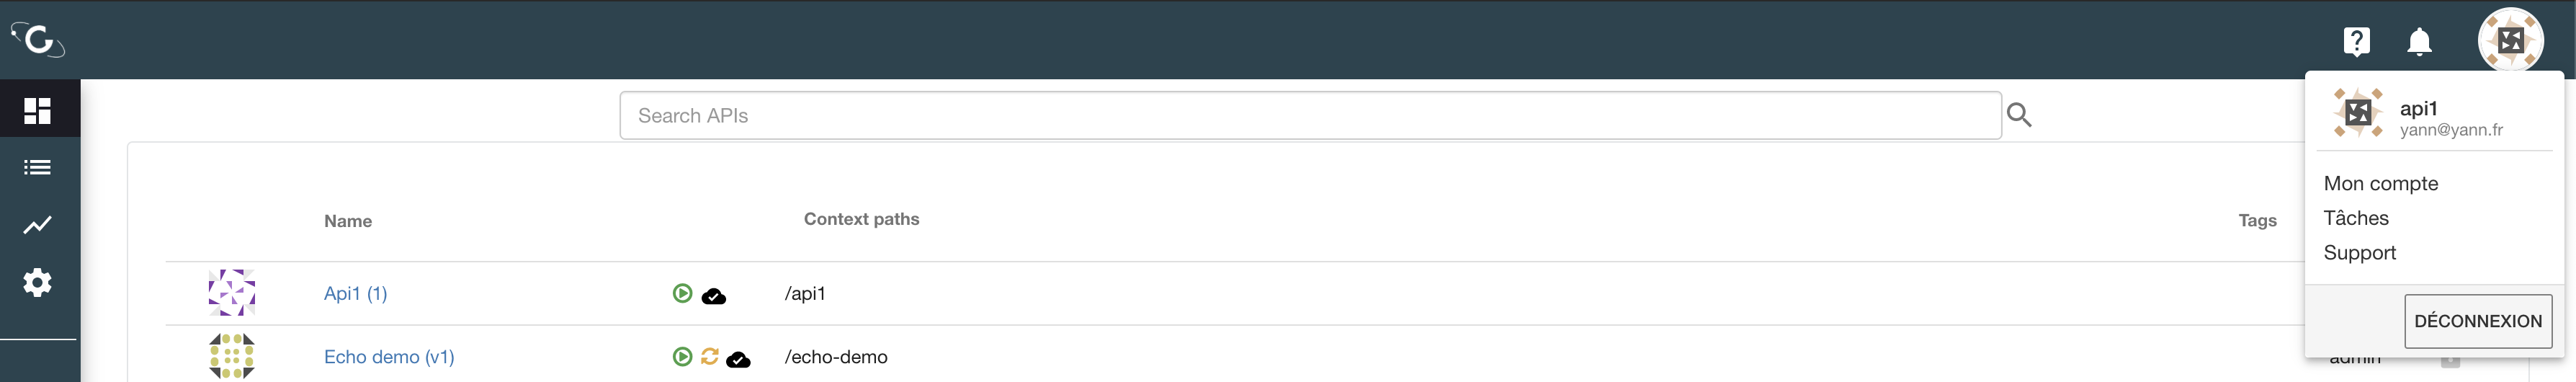 Search APIs
api1
yann@yann.fr
Mon compte
Tâches
Support
DÉCONNEXION
Name Context paths Tags
Api1 (1) /api1
Echo demo (v1) /echo-demo admin